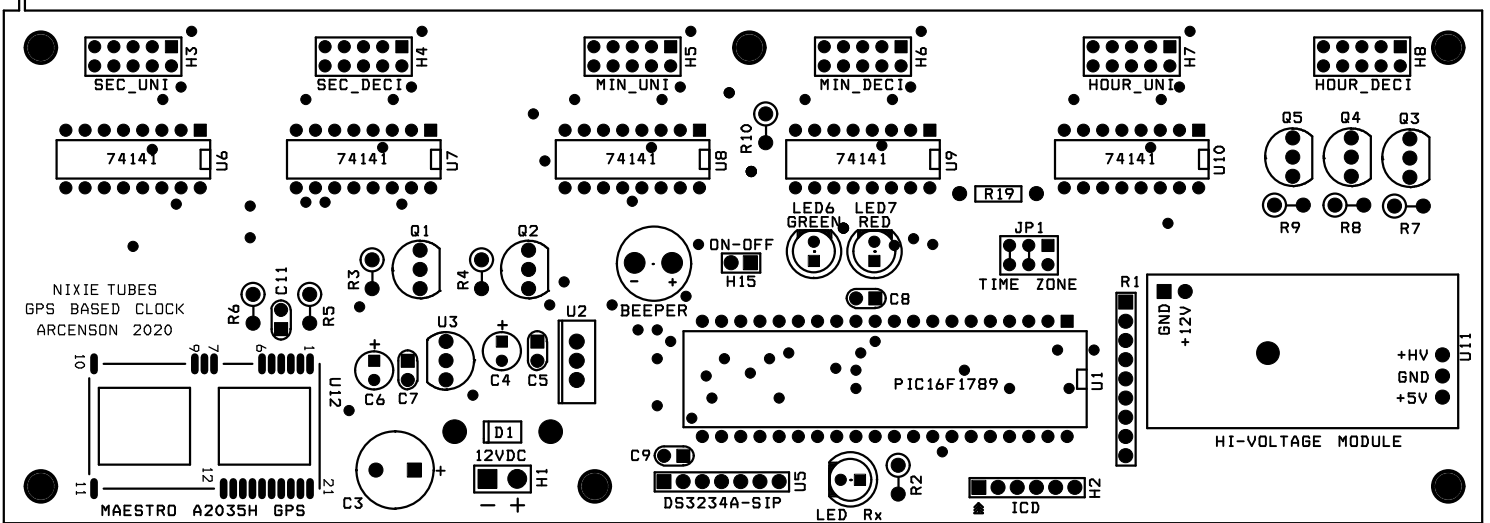 H3
SEC_UNI
H4
SEC_DECI
H5
MIN_UNI
H6
MIN_DECI
H7
HOUR_UNI
H8
HOUR_DECI
74141
U6
74141
U7
74141
U8
R10
74141
U9
74141
U10
Q5
Q4
Q3
R9
R8
R7
R19
LED6
GREEN
LED7
RED
JP1
TIME ZONE
ON-OFF
H15
BEEPER
- +
Q1
Q2
R3
R4
NIXIE TUBES
GPS BASED CLOCK
ARCENSON 2020
R6
C11
R5
U3
U2
+
C6
C7
+
C4
C5
C8
R1
GND
+12V
U11
+HV
GND
+5V
HI-VOLTAGE MODULE
PIC16F1789
U1
10
9
7
6
1
U12
12
11
21
MAESTRO A2035H GPS
D1
12VDC
H1
- +
C3
+
C9
U5
DS3234A-SIP
LED Rx
R2
H2
ICD